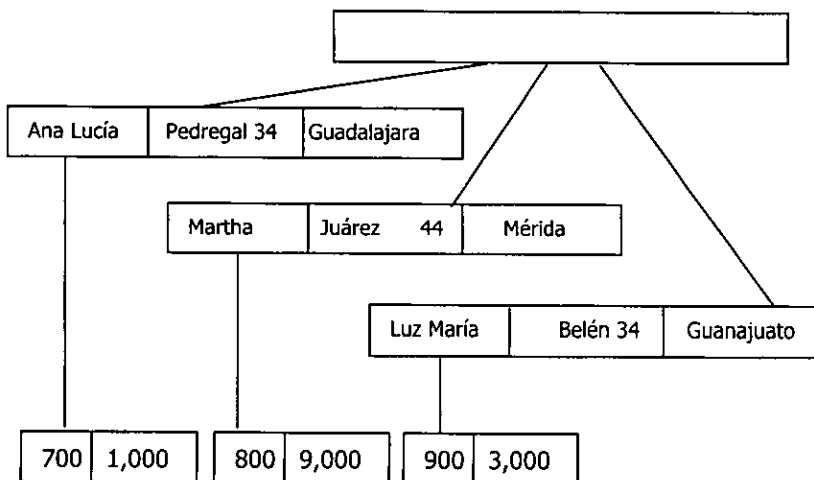 Ana Lucía Pedregal 34 Guadalajara
Martha Juárez 44 Mérida
Luz María Belén 34 Guanajuato
700 1,000 800 9,000 900 3,000